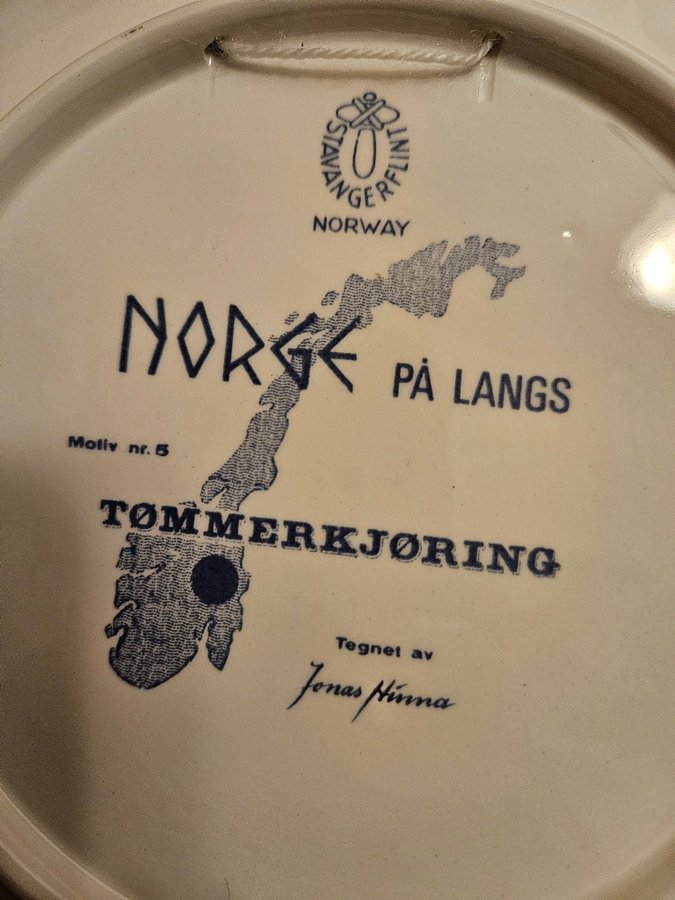 STAVANGERFLINT
NORWAY
NORGE PÅ LANGS
Motiv nr. 5
TØMMERKJØRING
Tegnet av
Jonas Hinna